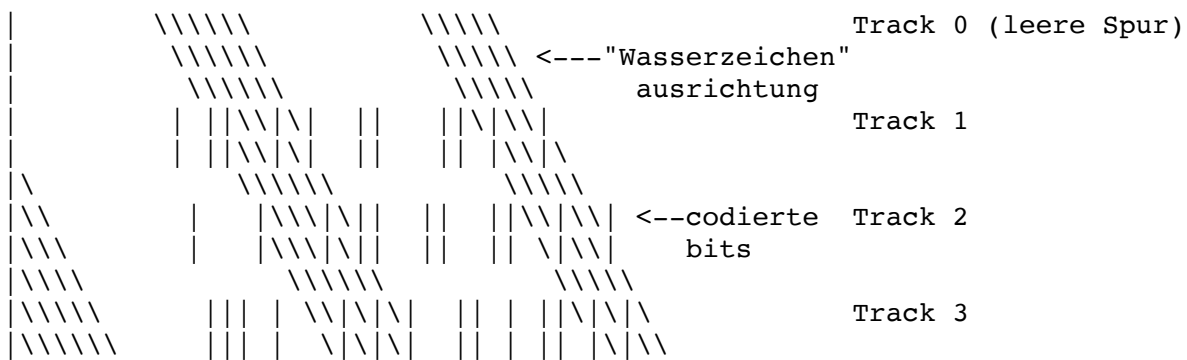 |        \\\\\\           \\\\\                      Track 0 (leere Spur)
|         \\\\\\           \\\\\ <---"Wasserzeichen"
|          \\\\\\           \\\\\      ausrichtung
|         | ||\\|\|  ||   ||\|\\|                   Track 1
|         | ||\\|\|  ||   || |\\|\
|\            \\\\\\           \\\\\
|\\        |   |\\\|\||  ||  ||\\|\\| <--codierte  Track 2
|\\\       |   |\\\|\||  ||  || \|\\|    bits
|\\\\            \\\\\\           \\\\\
|\\\\\      ||| | \\|\|\|  || | ||\|\|\            Track 3
|\\\\\\     ||| |  \|\|\|  || | || |\|\\